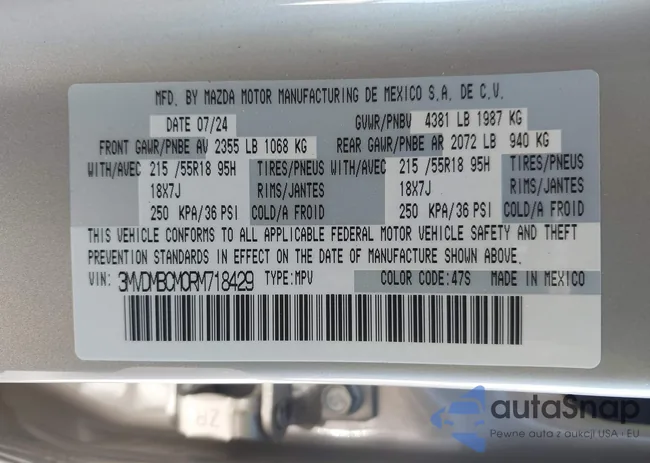 MFD. BY MAZDA MOTOR MANUFACTURING DE MEXICO S.A. DE C.V.
DATE 07/24 GVWR/PNBV 4381 LB 1987 KG
FRONT GAWR/PNBE AV 2355 LB 1068 KG REAR GAWR/PNBE AR 2072 LB 940 KG
WITH/AVEC 215 /55R18 95H TIRES/PNEUS WITH/AVEC 215 /55R18 95H TIRES/PNEUS
18X7J RIMS/JANTES 18X7J RIMS/JANTES
250 KPA/36 PSI COLD/A FROID 250 KPA/36 PSI COLD/A FROID
THIS VEHICLE CONFORMS TO ALL APPLICABLE FEDERAL MOTOR VEHICLE SAFETY AND THEFT
PREVENTION STANDARDS IN EFFECT ON THE DATE OF MANUFACTURE SHOWN ABOVE.
VIN: 3MVDMBCM0RM718429 TYPE:MPV COLOR CODE:47S MADE IN MEXICO
ZR
autaSnap
Pewne auta z aukcji USA - EU